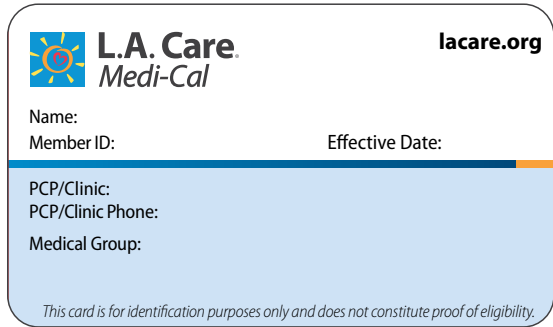 L.A. Care®
Medi-Cal
lacare.org
Name:
Member ID:
Effective Date:
PCP/Clinic:
PCP/Clinic Phone:
Medical Group:
This card is for identification purposes only and does not constitute proof of eligibility.